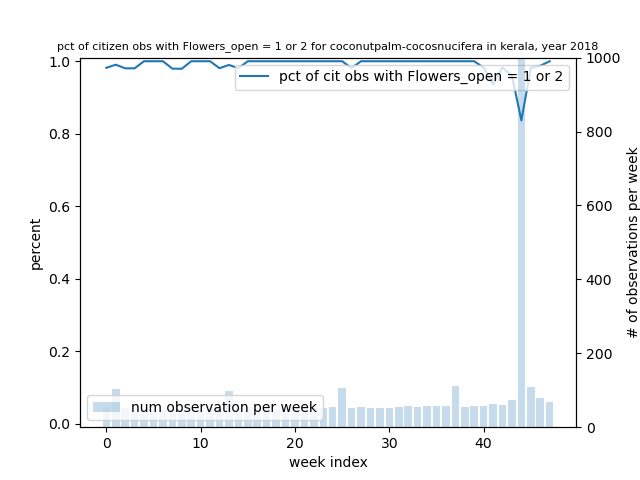 pct of citizen obs with Flowers_open = 1 or 2 for coconutpalm-cocosnucifera in kerala, year 2018
pct of cit obs with Flowers_open = 1 or 2
num observation per week
percent
1.0
0.8
0.6
0.4
0.2
0.0
1000
800
600
400
200
0
# of observations per week
0 10 20 30 40
week index